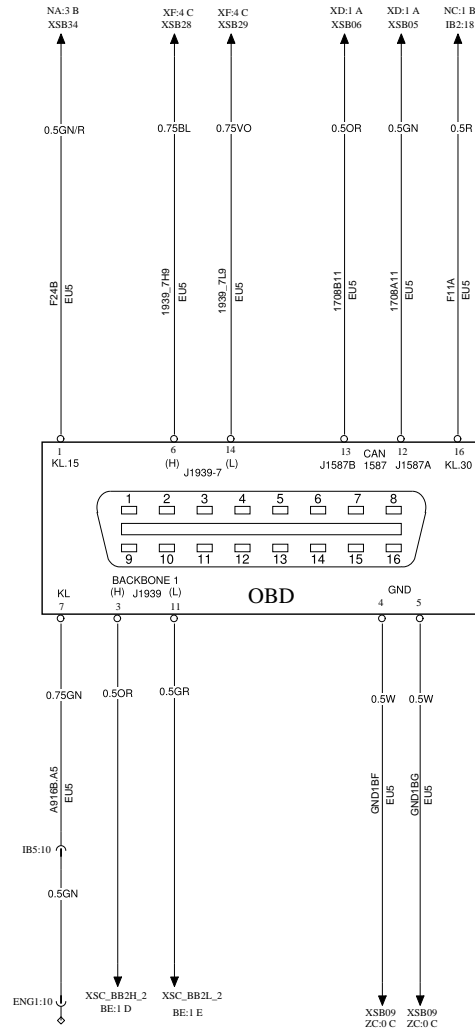 NA:3 B XF:4 C XF:4 C XD:1 A XD:1 A NC:1 B
XSB34 XSB28 XSB29 XSB06 XSB05 IB2:18
0.5GN/R 0.75BL 0.75VO 0.5OR 0.5GN 0.5R
F24B 1939_7H9 1939_7L9 1708B11 1708A11 F11A
EU5 EU5 EU5 EU5 EU5 EU5
1 6 14 13 CAN 12 16
KL.15 (H) J1939-7 (L) J1587B 1587 J1587A KL.30
1 2 3 4 5 6 7 8
9 10 11 12 13 14 15 16
BACKBONE 1
KL (H) J1939 (L) OBD GND
7 3 11 4 5
0.75GN 0.5OR 0.5GR 0.5W 0.5W
A916B.A5 GND1BF GND1BG
EU5 EU5 EU5
IB5:10
0.5GN
ENG1:10 XSC_BB2H_2 XSC_BB2L_2 XSB09 XSB09
BE:1 D BE:1 E ZC:0 C ZC:0 C